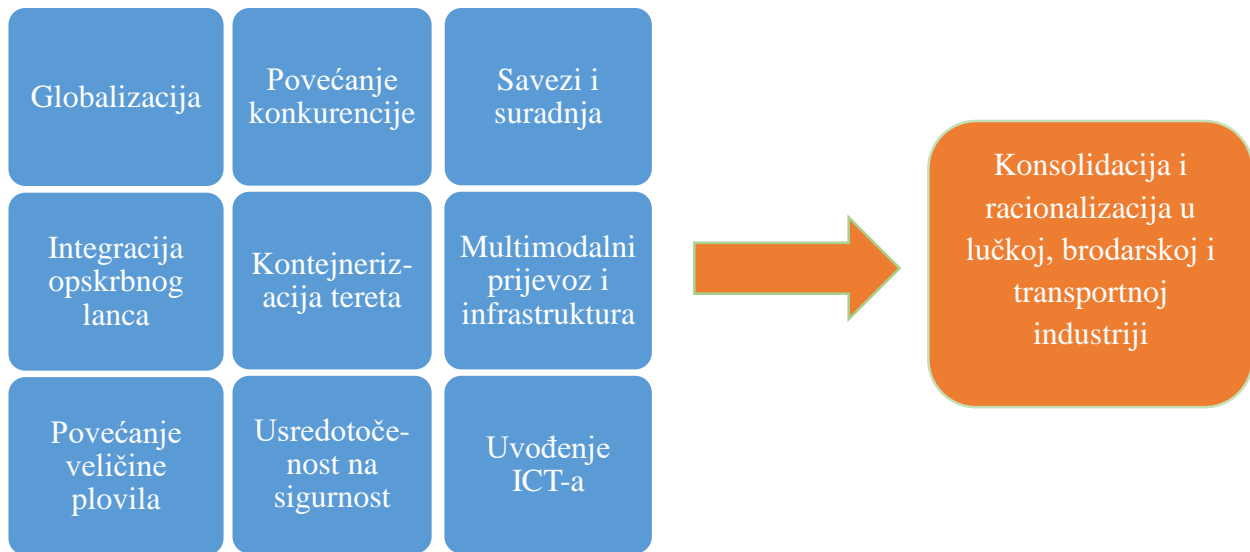 Globalizacija
Povećanje
konkurencije
Savezi i
suradnja
Integracija
opskrbnog
lanca
Kontejneriz-
acija tereta
Multimodalni
prijevoz i
infrastruktura
Povećanje
veličine
plovila
Usredotoče-
nost na
sigurnost
Uvođenje
ICT-a
Konsolidacija i
racionalizacija u
lučkoj, brodarskoj i
transportnoj
industriji